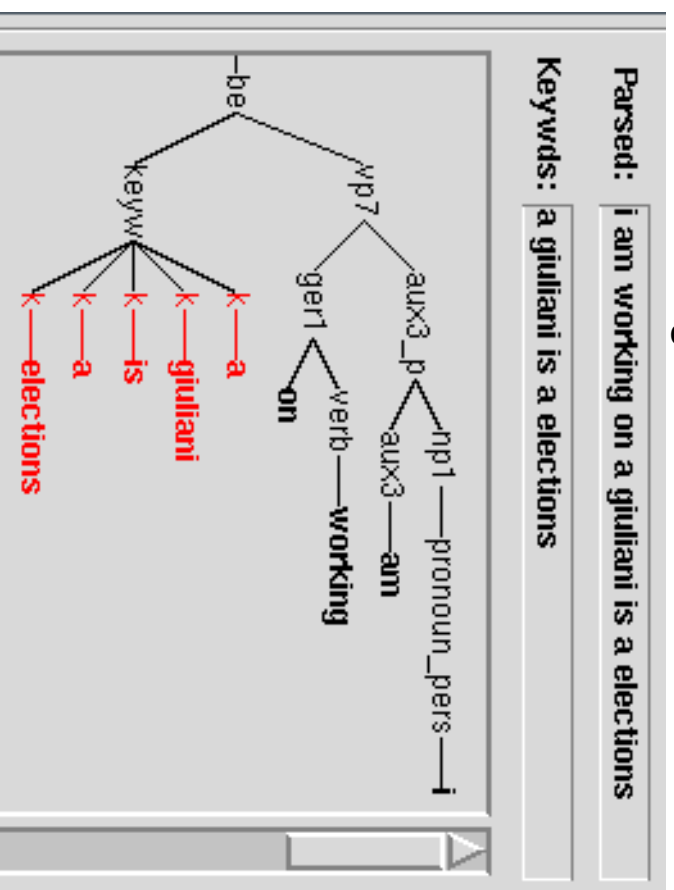 Parsed: i am working on a giuliani is a elections
Keywds: a giuliani is a elections
np1 pronoun_pers i
aux3_p
aux3 am
vp7
verb working
ger1
on
-be
k a
k giuliani
keyw k is
k a
k elections